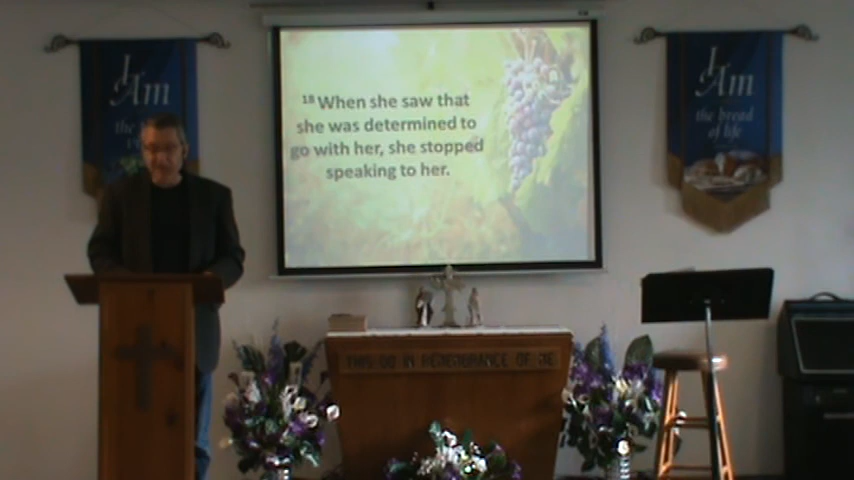 I
Am
the
18 When she saw that
she was determined to
go with her, she stopped
speaking to her.
I
Am
the bread
of life
THIS DO IN REMEMBRANCE OF ME